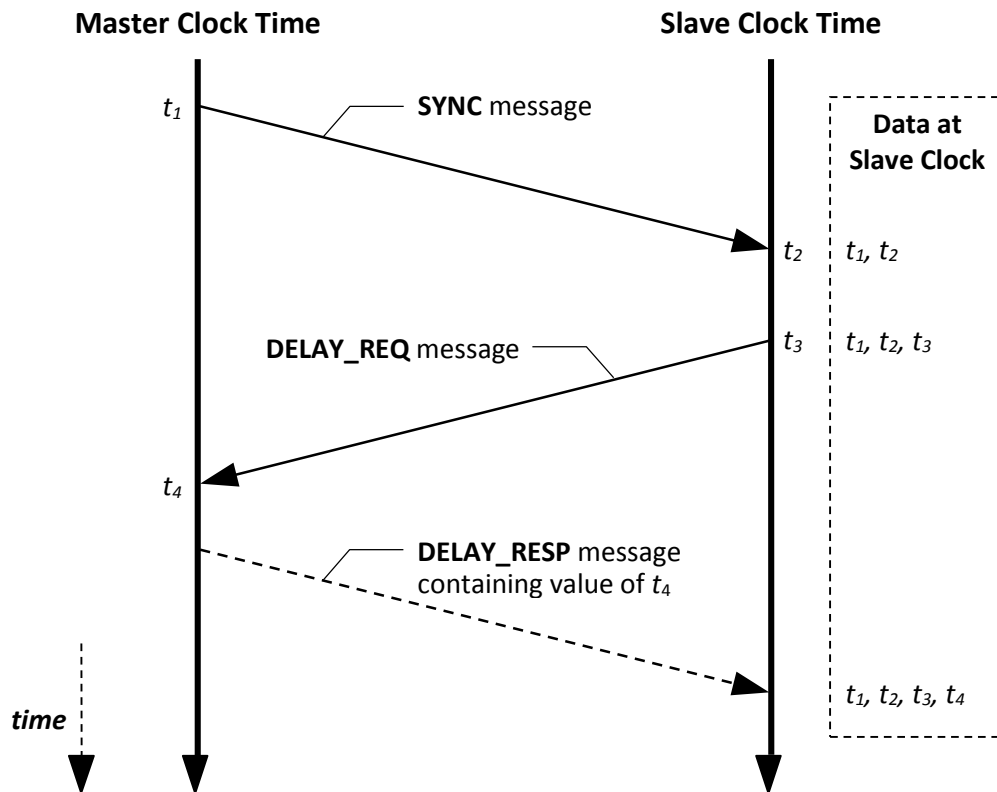 Master Clock Time
Slave Clock Time
t1
SYNC message
Data at
Slave Clock
t2
t1, t2
DELAY_REQ message
t3
t1, t2, t3
t4
DELAY_RESP message
containing value of t4
t1, t2, t3, t4
time